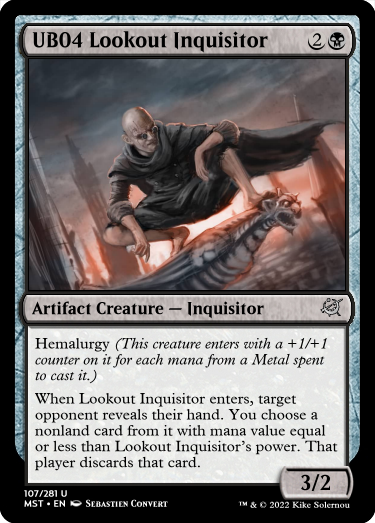 UB04 Lookout Inquisitor 2
Artifact Creature — Inquisitor
Hemalurgy (This creature enters with a +1/+1
counter on it for each mana from a Metal spent
to cast it.)
When Lookout Inquisitor enters, target
opponent reveals their hand. You choose a
nonland card from it with mana value equal
or less than Lookout Inquisitor's power. That
player discards that card.
3/2
107/281 U
MST • EN Sebastien Convert
™ & © 2022 Kike Solernou